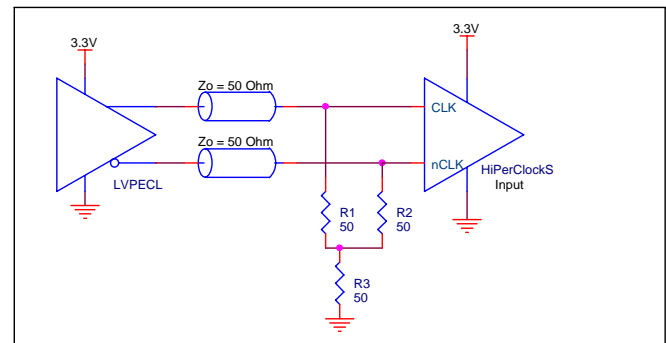 3.3V
3.3V
Zo = 50 Ohm
CLK
Zo = 50 Ohm
nCLK
HiPerClockS
Input
LVPECL
R1
50
R2
50
R3
50